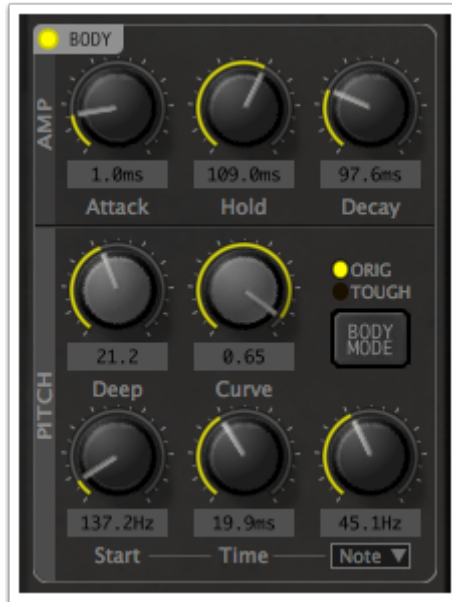 BODY
AMP
1.0ms 109.0ms 97.6ms
Attack Hold Decay
PITCH
ORIG
TOUGH
BODY
MODE
21.2 0.65
Deep Curve
137.2Hz 19.9ms 45.1Hz
Start Time Note